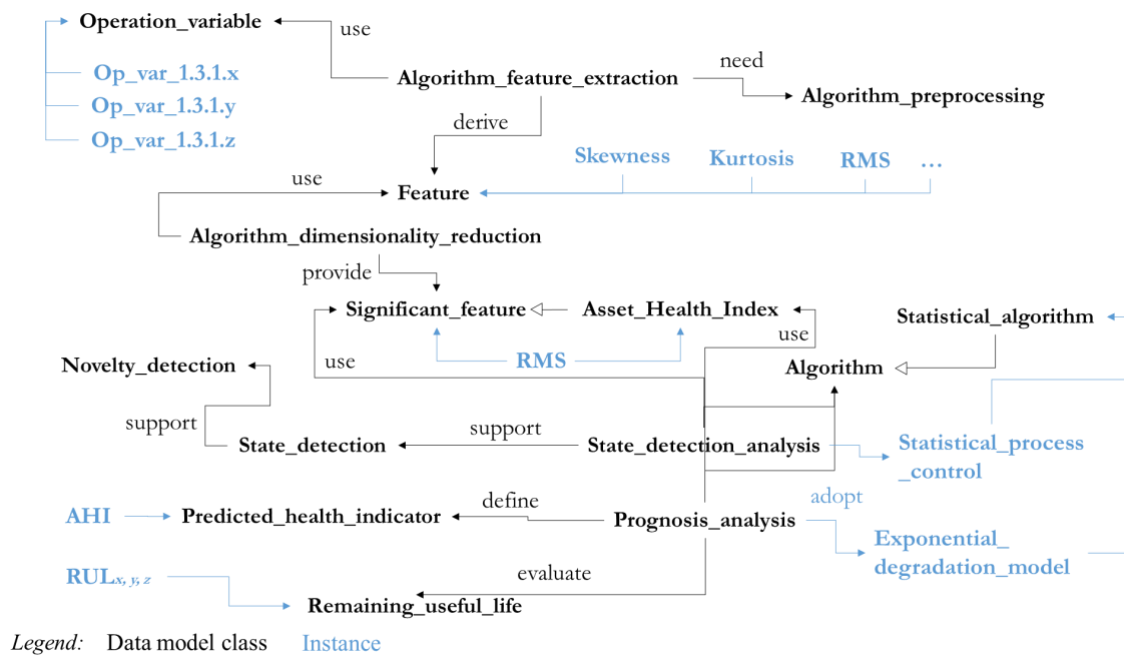 Operation_variable
use
Algorithm_feature_extraction
need
Op_var_1.3.1.x
Algorithm_preprocessing
Op_var_1.3.1.y
derive
Op_var_1.3.1.z
Skewness
Kurtosis
RMS
...
use
Feature
Algorithm_dimensionality_reduction
provide
Significant_feature
Asset_Health_Index
Statistical_algorithm
use
use
RMS
Novelty_detection
Algorithm
support
State_detection
support
State_detection_analysis
Statistical_process
_control
adopt
AHI
Predicted_health_indicator
define
Prognosis_analysis
Exponential_
degradation_model
RULx, y, z
evaluate
Remaining_useful_life
Legend: Data model class Instance